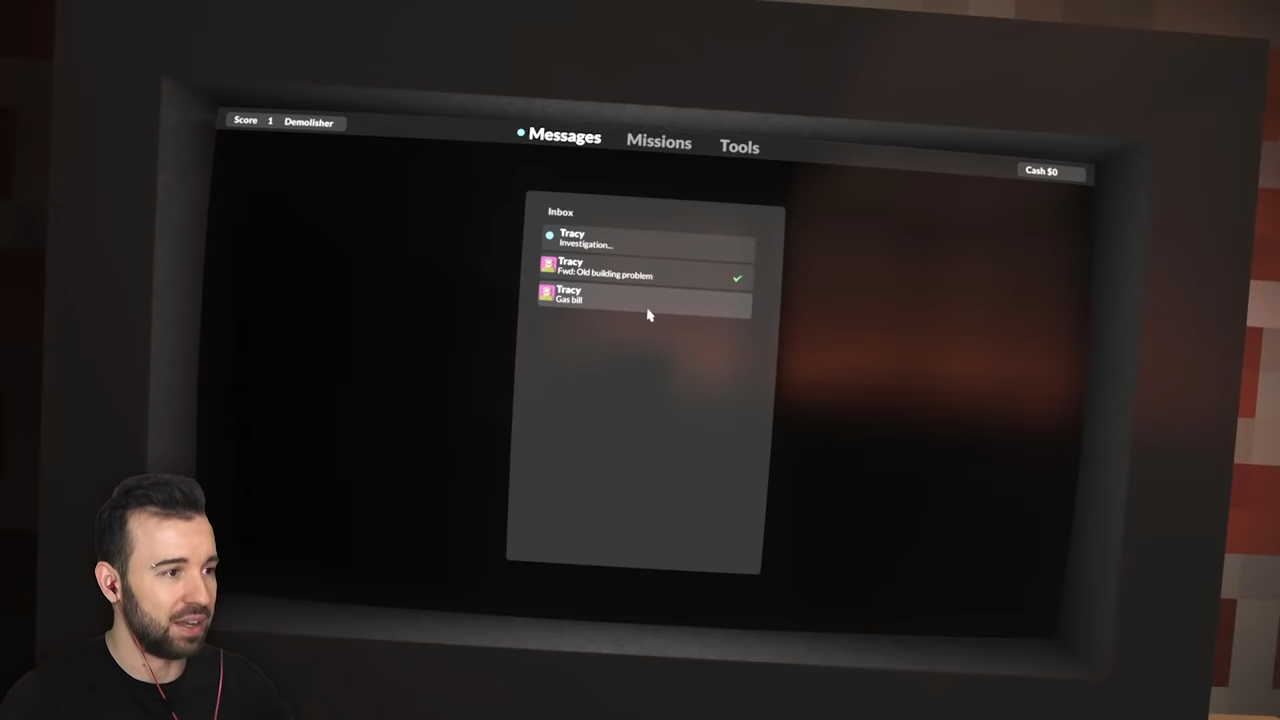 Score 1 Demolisher
Messages Missions Tools
Cash $0
Inbox
Tracy
Investigation...
Tracy
Fwd: Old building problem
Tracy
Gas bill